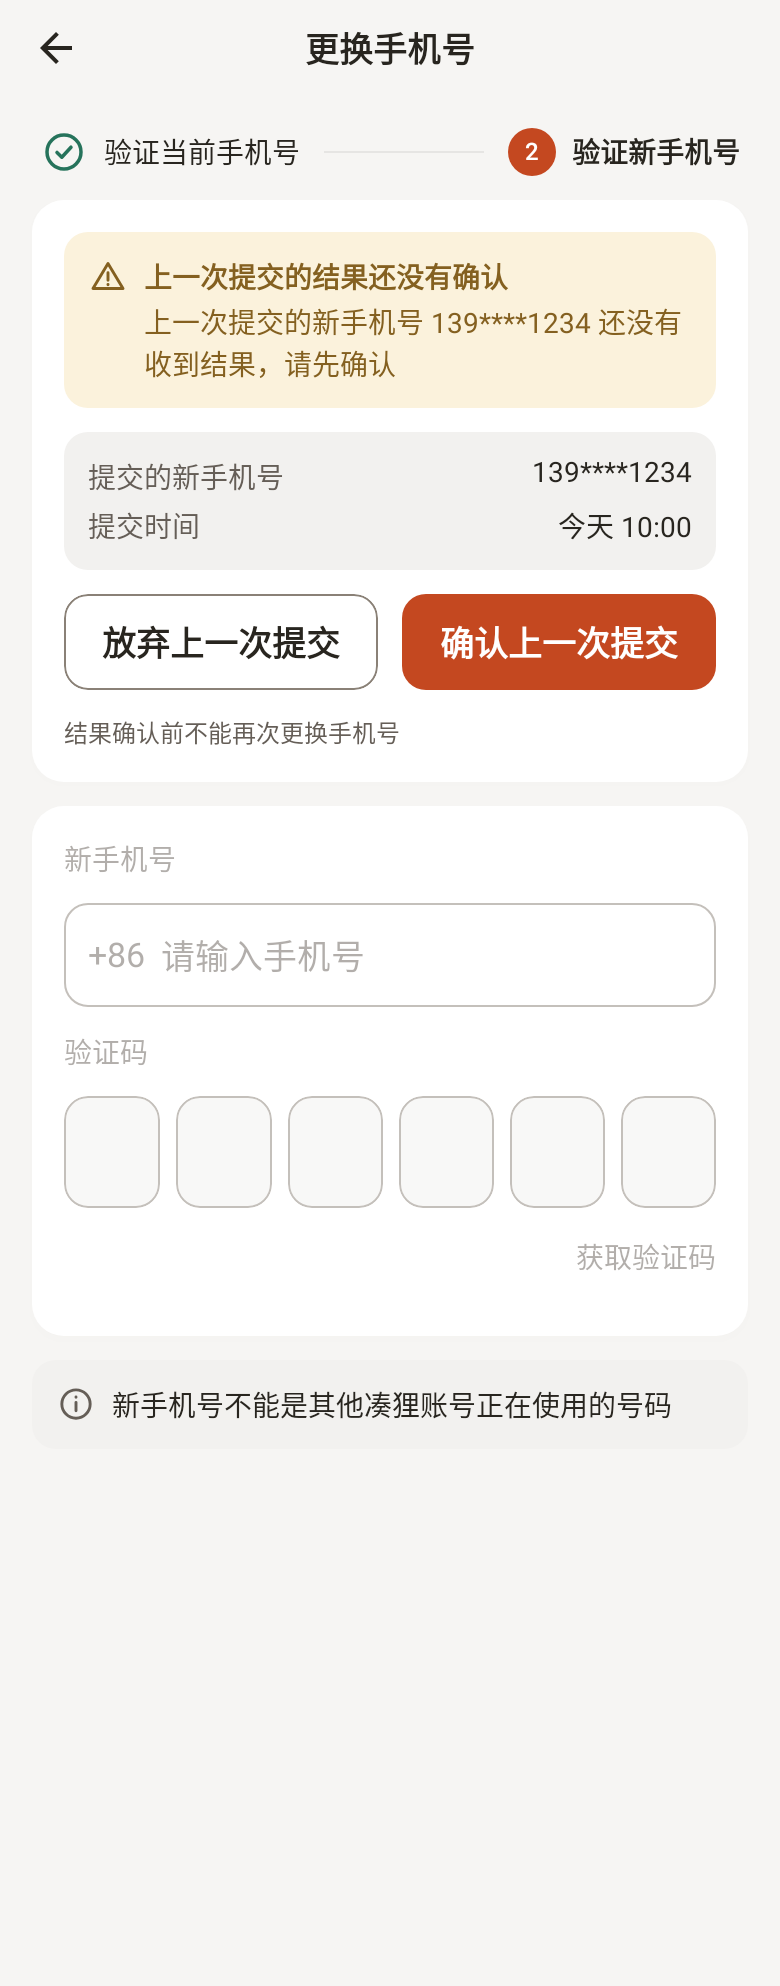 更换手机号
验证当前手机号
2 验证新手机号
上一次提交的结果还没有确认
上一次提交的新手机号 139****1234 还没有
收到结果，请先确认
提交的新手机号 139****1234
提交时间 今天 10:00
放弃上一次提交 确认上一次提交
结果确认前不能再次更换手机号
新手机号
+86 请输入手机号
验证码
获取验证码
新手机号不能是其他凑狸账号正在使用的号码